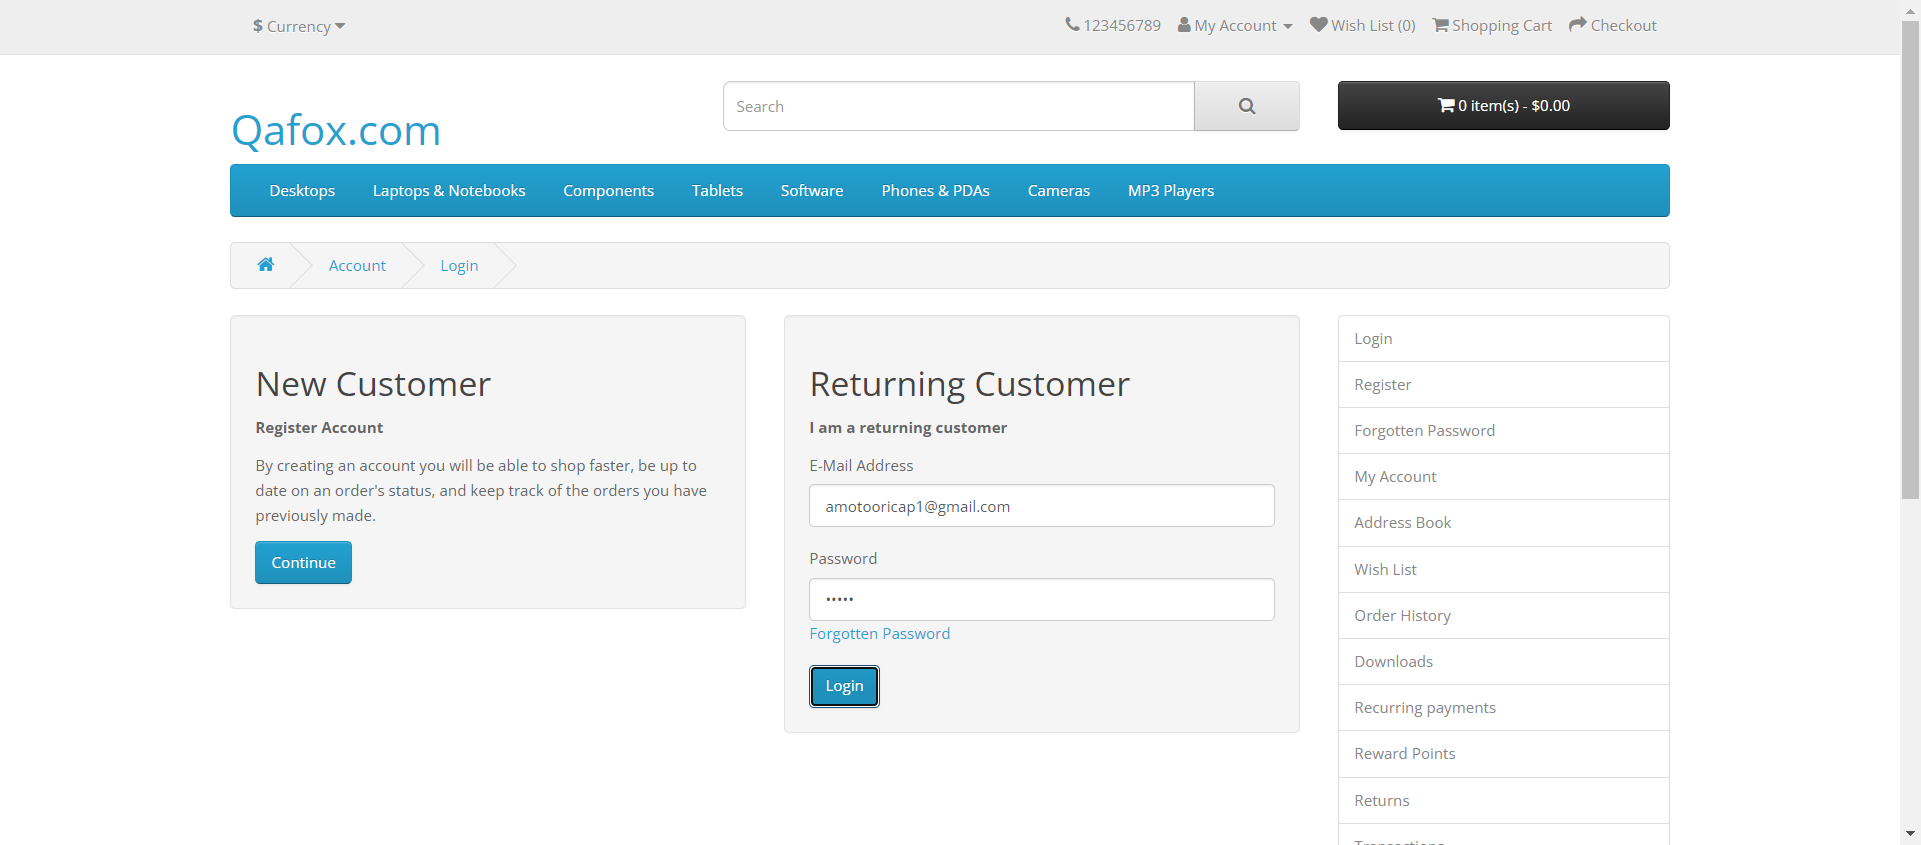 $ Currency
123456789 My Account Wish List (0) Shopping Cart Checkout
Qafox.com
Search
0 item(s) - $0.00
Desktops Laptops & Notebooks Components Tablets Software Phones & PDAs Cameras MP3 Players
Account Login
New Customer
Register Account
By creating an account you will be able to shop faster, be up to
date on an order's status, and keep track of the orders you have
previously made.
Continue
Returning Customer
I am a returning customer
E-Mail Address
amotooricap1@gmail.com
Password
•••••
Forgotten Password
Login
Login
Register
Forgotten Password
My Account
Address Book
Wish List
Order History
Downloads
Recurring payments
Reward Points
Returns
Transactions